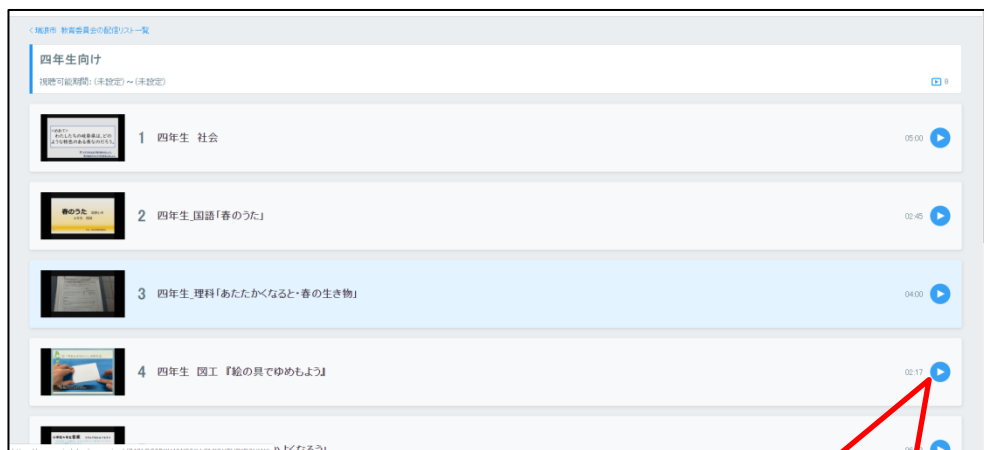 < 瑞浪市 教育委員会の配信リスト一覧
四年生向け
視聴可能期間: (未設定) ~ (未設定)
8
1 四年生 社会 05:00
2 四年生_国語「春のうた」 02:45
春のうた
3 四年生_理科「あたたかくなると・春の生き物」 04:00
4 四年生 図工 『絵の具でゆめもよう』 02:17